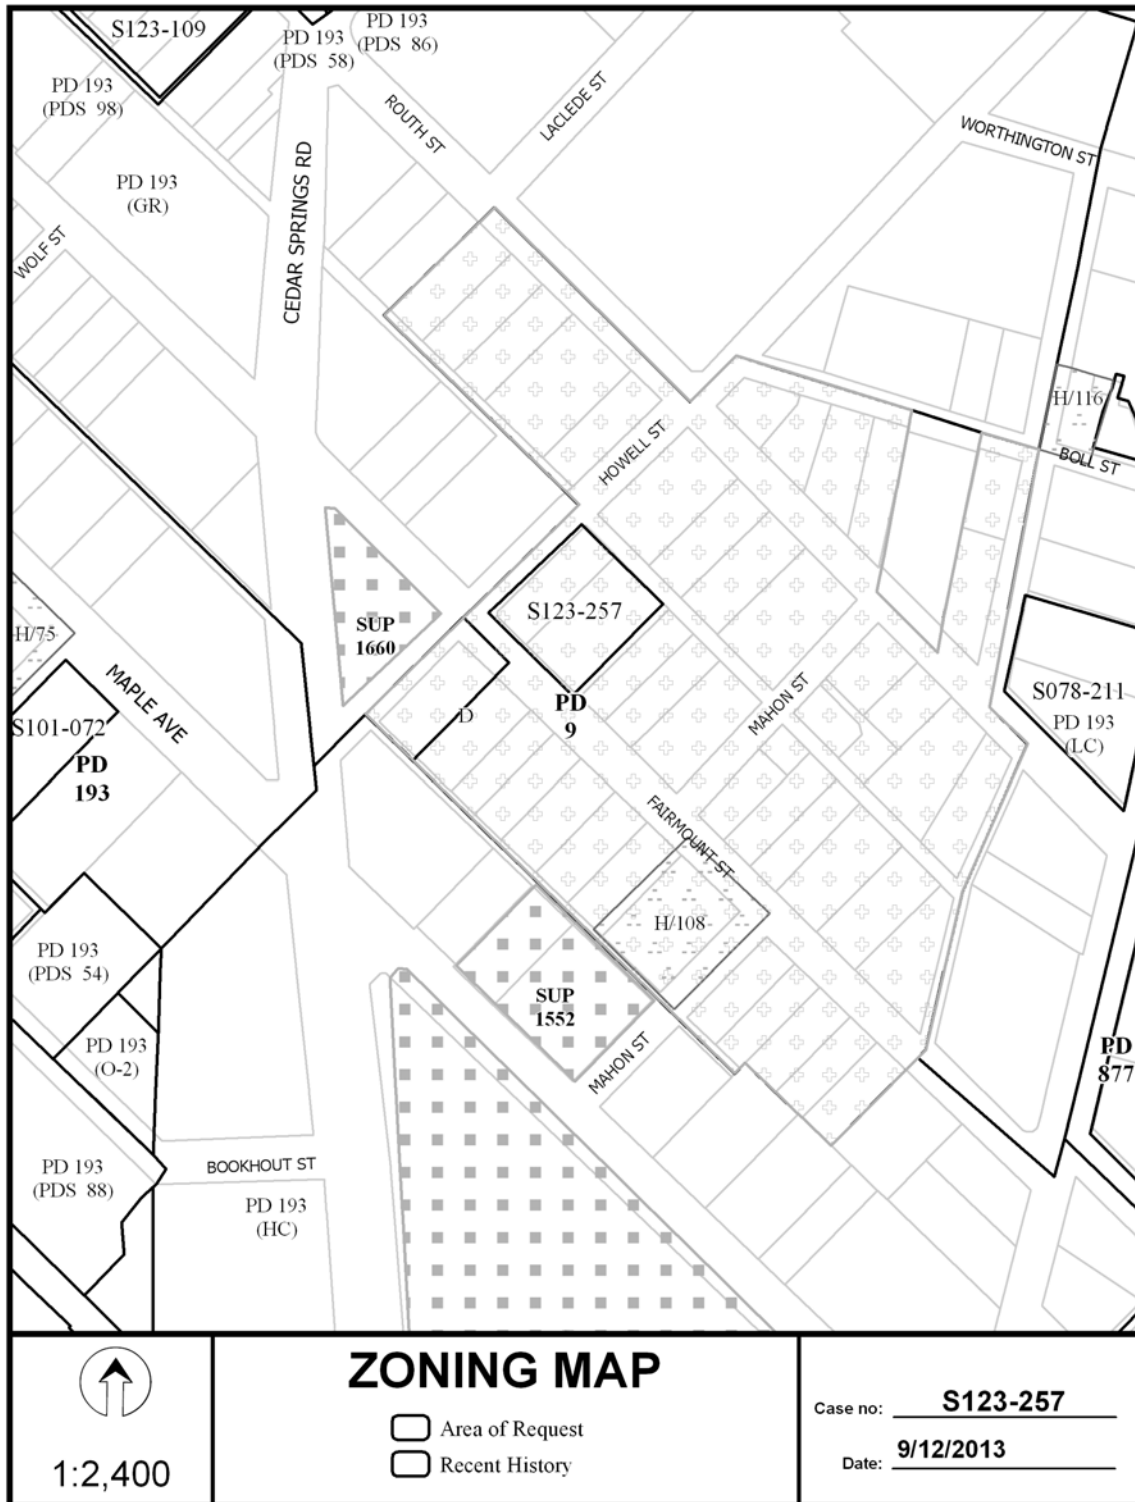 S123-109
PD 193
(PDS 58)
PD 193
(PDS 86)
PD 193
(PDS 98)
ROUTH ST
LACLEDE ST
WORTHINGTON ST
PD 193
(GR)
CEDAR SPRINGS RD
WOLF ST
H/116
BOLL ST
HOWELL ST
S123-257
SUP
1660
H/75
MAPLE AVE
S101-072
PD
193
D
PD
9
MAHON ST
S078-211
PD 193
(LC)
FAIRMOUNT ST
H/108
PD 193
(PDS 54)
SUP
1552
MAHON ST
PD 193
(O-2)
PD
877
PD 193
(PDS 88)
BOOKHOUT ST
PD 193
(HC)
1:2,400
ZONING MAP
Area of Request
Recent History
Case no: S123-257
Date: 9/12/2013